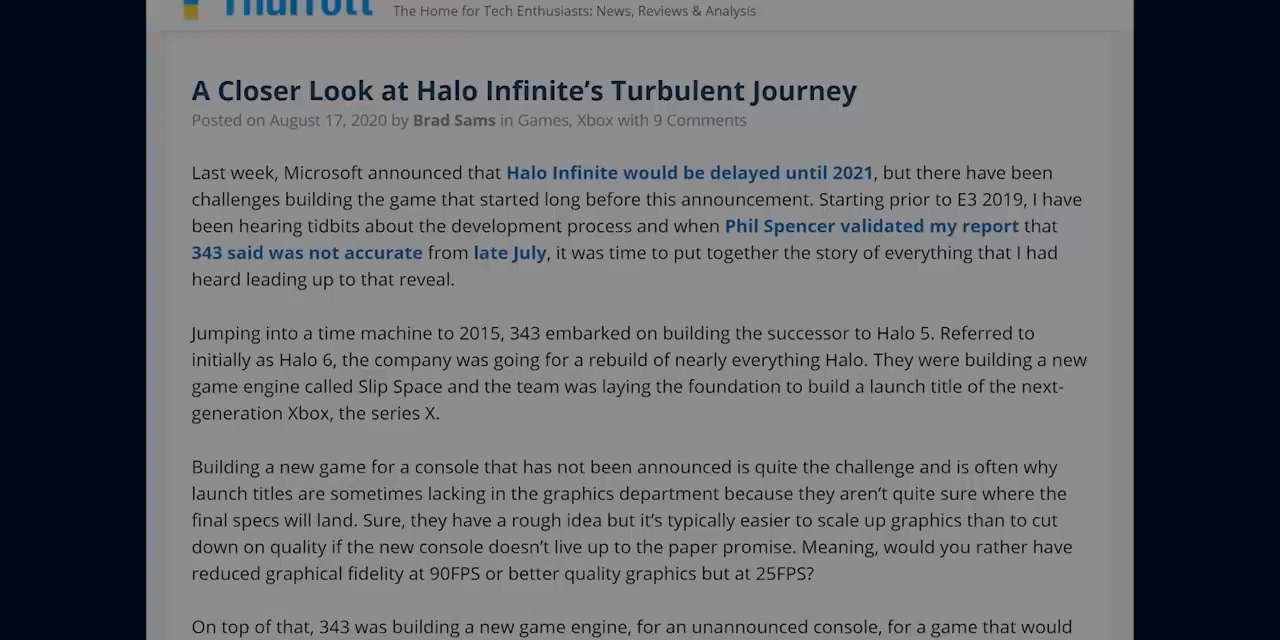 Thurrott
The Home for Tech Enthusiasts: News, Reviews & Analysis
A Closer Look at Halo Infinite’s Turbulent Journey
Posted on August 17, 2020 by Brad Sams in Games, Xbox with 9 Comments
Last week, Microsoft announced that Halo Infinite would be delayed until 2021, but there have been
challenges building the game that started long before this announcement. Starting prior to E3 2019, I have
been hearing tidbits about the development process and when Phil Spencer validated my report that
343 said was not accurate from late July, it was time to put together the story of everything that I had
heard leading up to that reveal.
Jumping into a time machine to 2015, 343 embarked on building the successor to Halo 5. Referred to
initially as Halo 6, the company was going for a rebuild of nearly everything Halo. They were building a new
game engine called Slip Space and the team was laying the foundation to build a launch title of the next-
generation Xbox, the series X.
Building a new game for a console that has not been announced is quite the challenge and is often why
launch titles are sometimes lacking in the graphics department because they aren’t quite sure where the
final specs will land. Sure, they have a rough idea but it’s typically easier to scale up graphics than to cut
down on quality if the new console doesn’t live up to the paper promise. Meaning, would you rather have
reduced graphical fidelity at 90FPS or better quality graphics but at 25FPS?
On top of that, 343 was building a new game engine, for an unannounced console, for a game that would